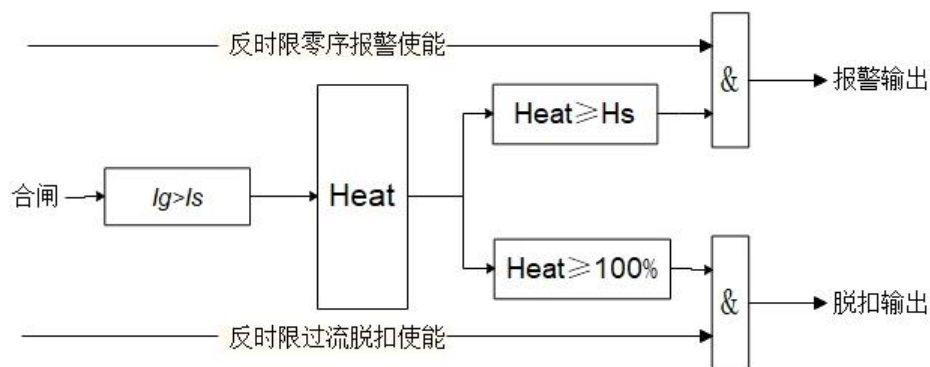 反时限零序报警使能
&
报警输出
Heat≥Hs
合闸
Ig>Is
Heat
Heat≥100%
&
脱扣输出
反时限过流脱扣使能